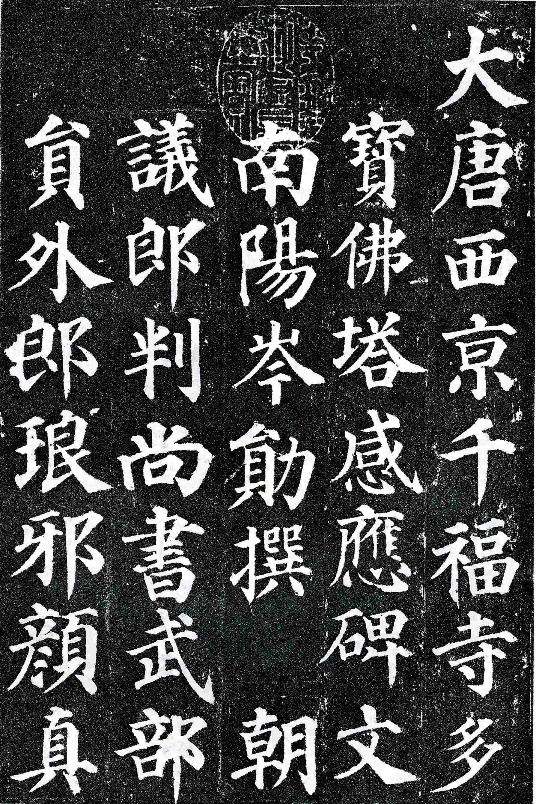 大唐西京千福寺多
寶佛塔感應碑文
南陽岑勛撰　朝
議郎判尚書武部
員外郎琅邪顏真